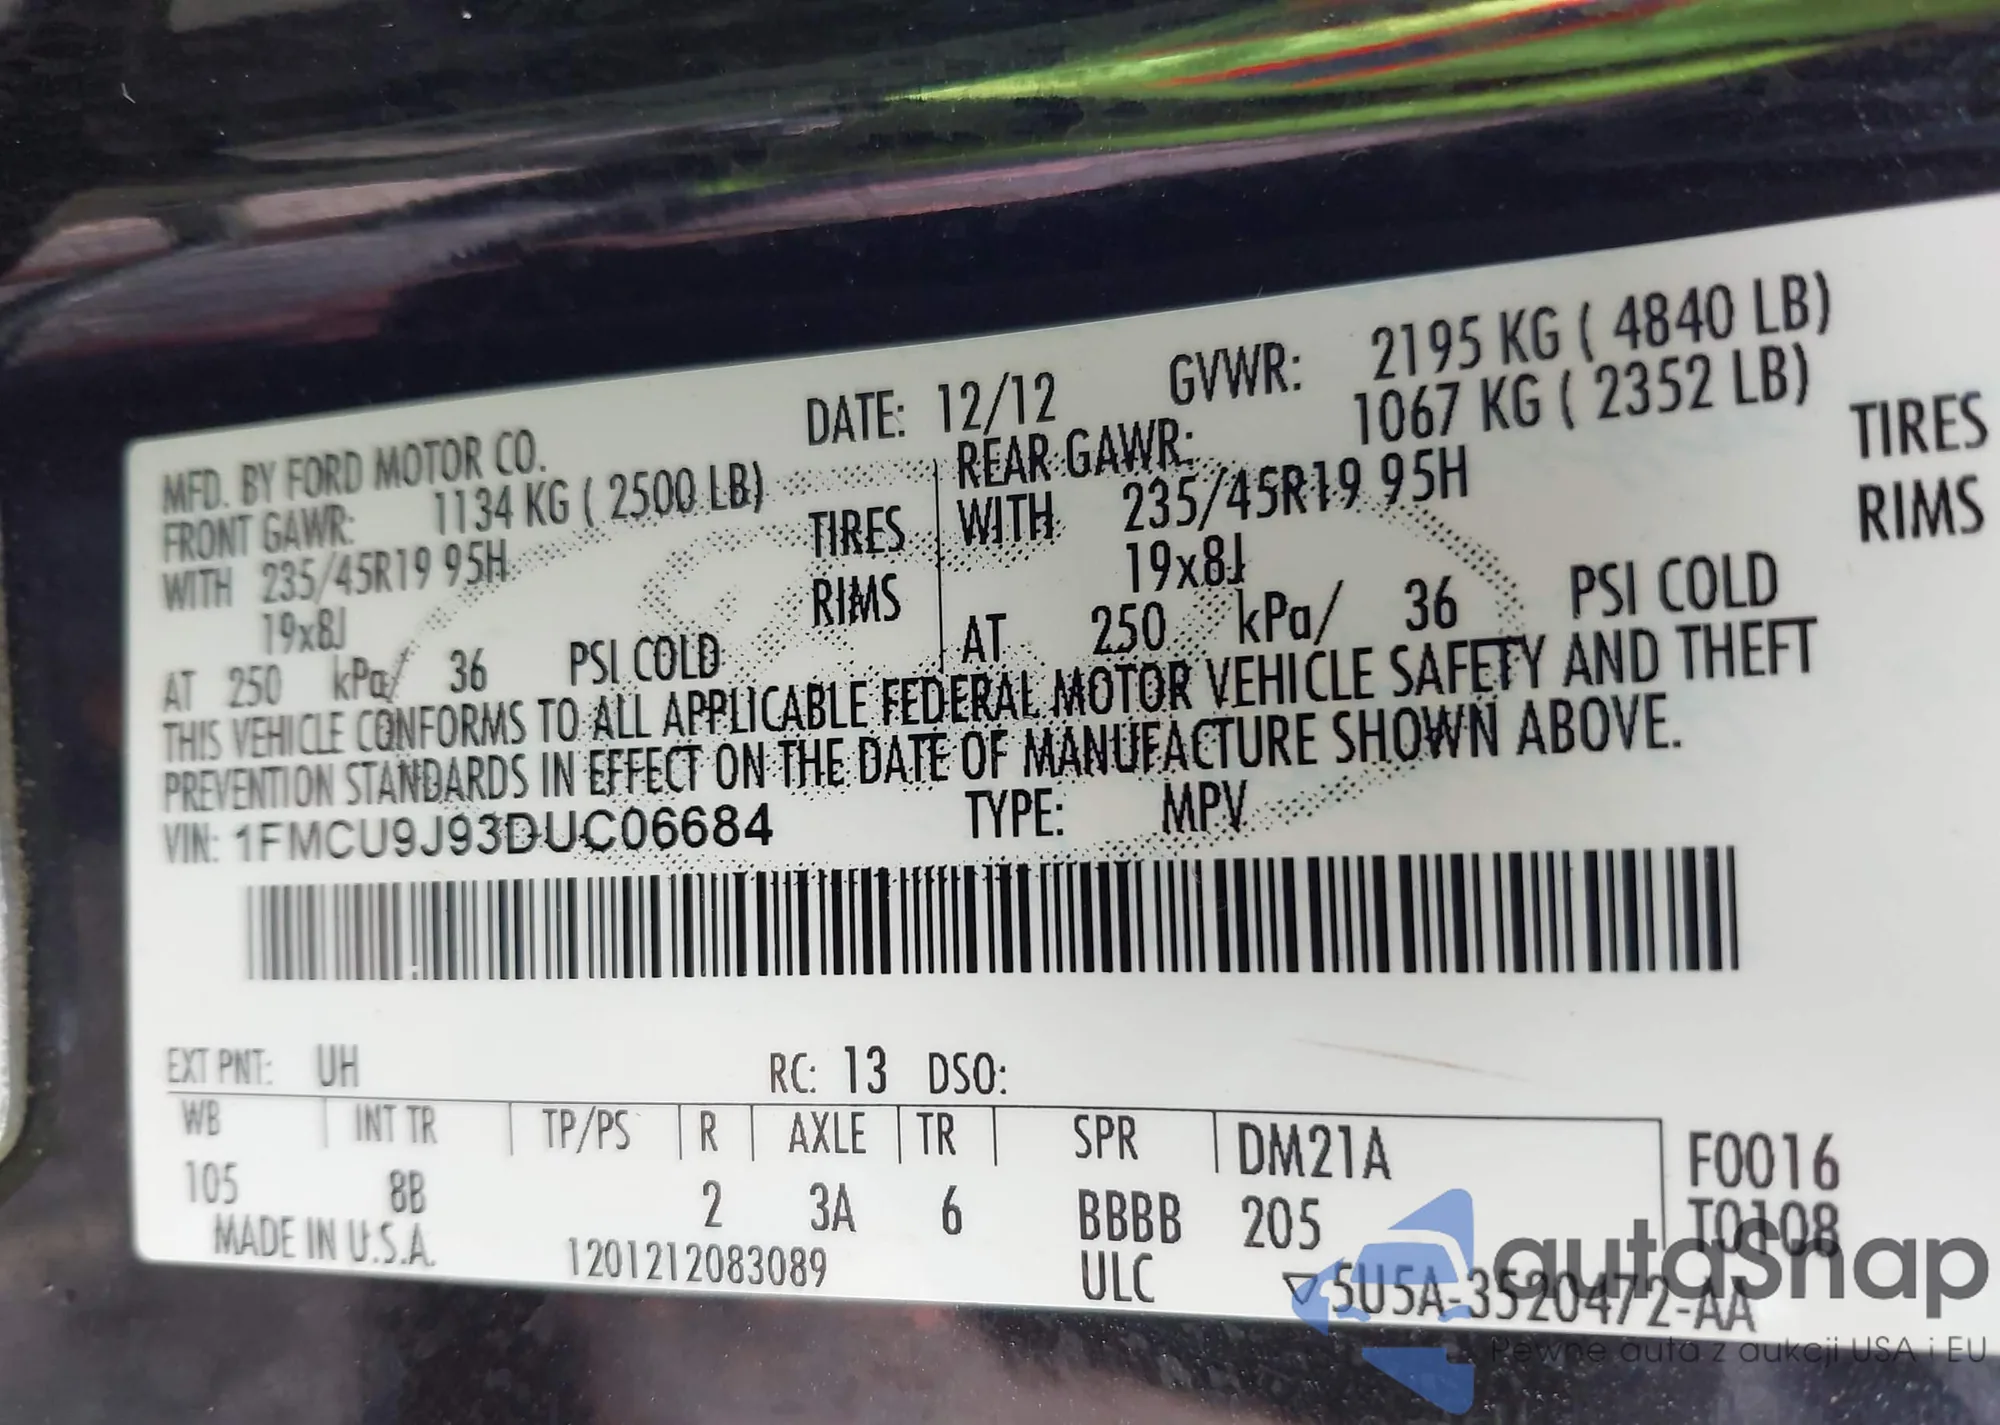 MFD. BY FORD MOTOR CO. DATE: 12/12 GVWR: 2195 KG ( 4840 LB)
FRONT GAWR: 1134 KG ( 2500 LB) REAR GAWR: 1067 KG ( 2352 LB)
WITH 235/45R19 95H TIRES WITH 235/45R19 95H TIRES
19x8J RIMS 19x8J RIMS
AT 250 kPa/ 36 PSI COLD AT 250 kPa/ 36 PSI COLD
THIS VEHICLE CONFORMS TO ALL APPLICABLE FEDERAL MOTOR VEHICLE SAFETY AND THEFT
PREVENTION STANDARDS IN EFFECT ON THE DATE OF MANUFACTURE SHOWN ABOVE.
VIN: 1FMCU9J93DUC06684 TYPE: MPV
EXT PNT: UH RC: 13 DSO:
WB INT TR TP/PS R AXLE TR SPR DM21A F0016
105 8B 2 3A 6 BBBB 205 T0108
MADE IN U.S.A. 1201212083089 ULC ▽5U5A-3520472-AA
autoSnap
Pewne auta z aukcji USA i EU